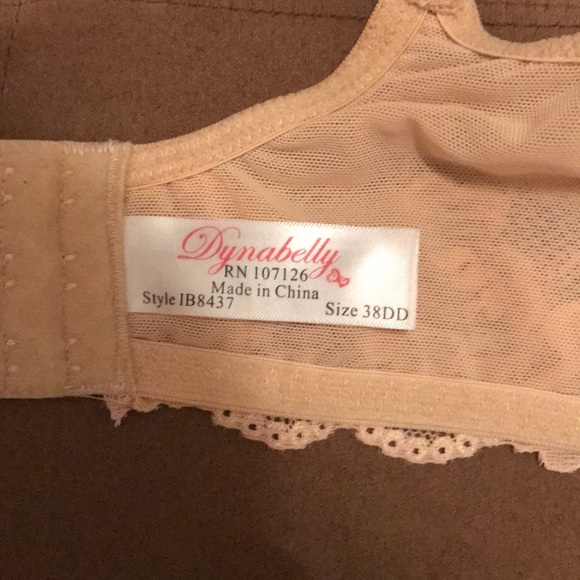 Dynabelly
RN 107126
Made in China
Style IB8437
Size 38DD